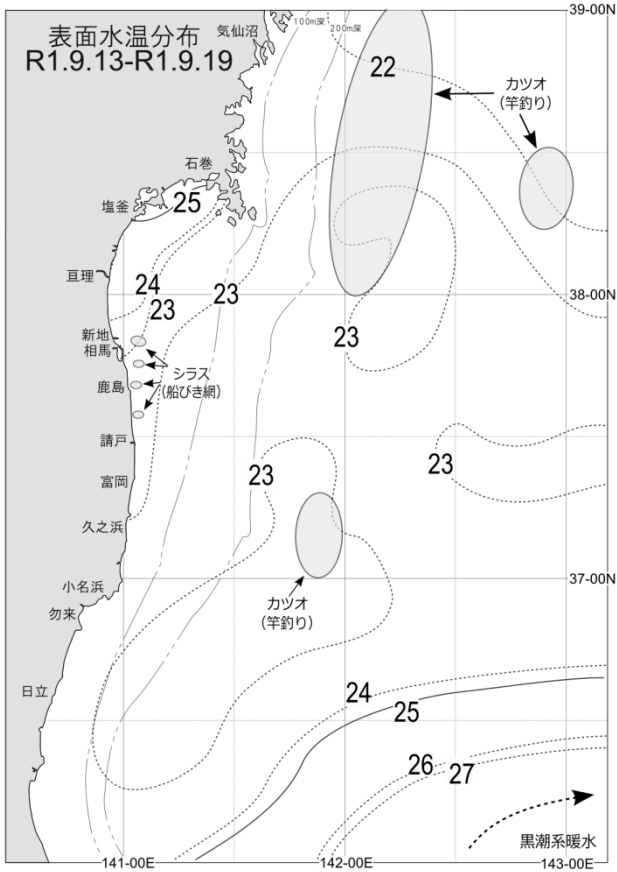 表面水温分布
R1.9.13-R1.9.19
気仙沼
100m深
200m深
39-00N
22
カツオ
(竿釣り)
石巻
25
塩釜
亘理
24
23
23
38-00N
新地
相馬
23
シラス
(船びき網)
鹿島
請戸
23
23
富岡
久之浜
37-00N
小名浜
カツオ
(竿釣り)
勿来
日立
24
25
26
27
黒潮系暖水
141-00E
142-00E
143-00E